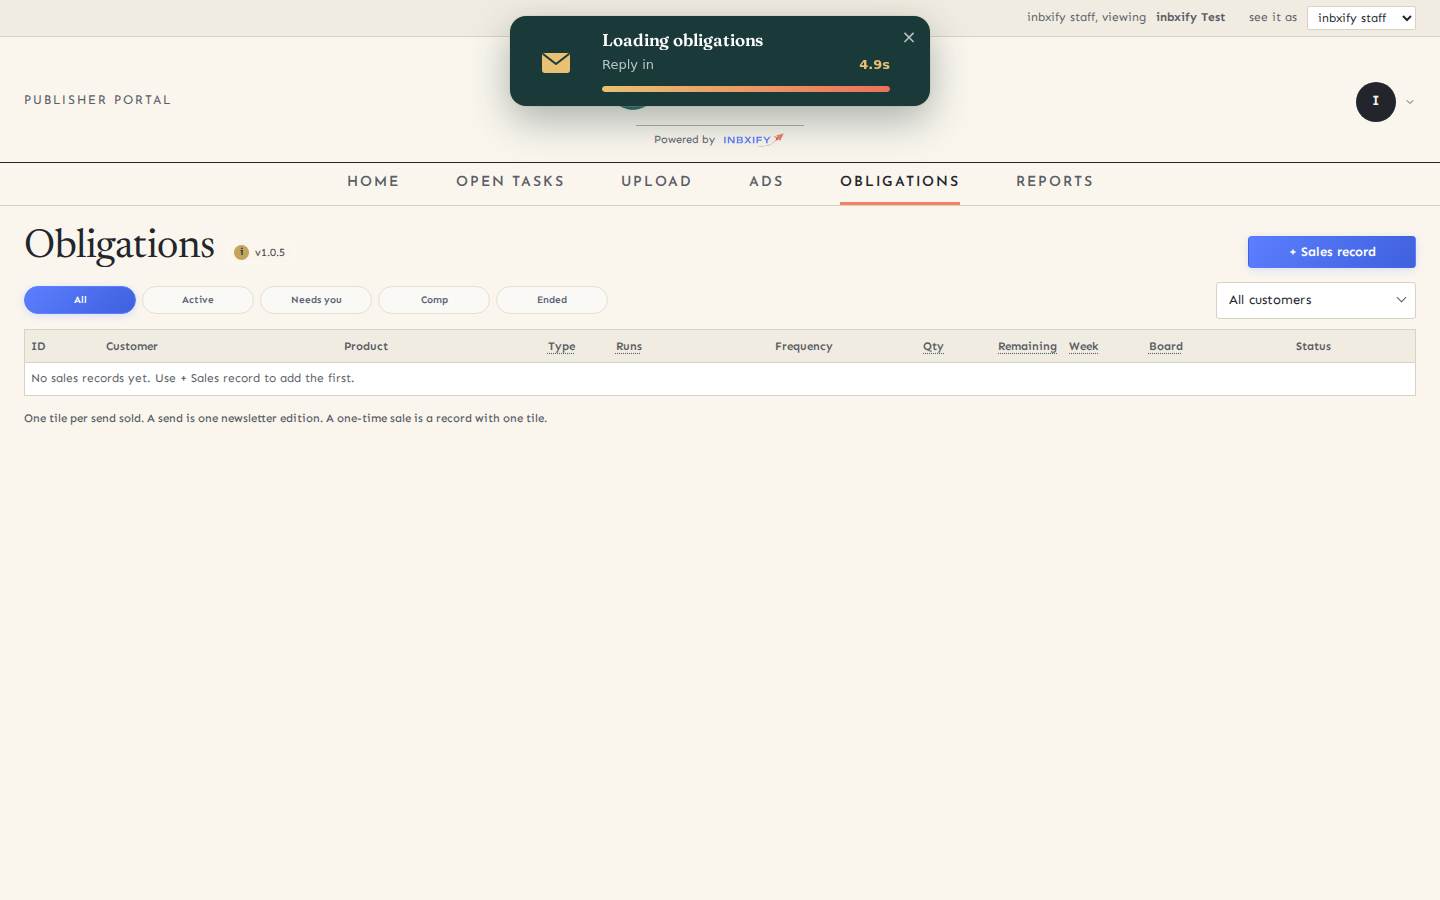 inbxify staff, viewing inbxify Test see it as inbxify staff
Loading obligations
Reply in 4.9s
PUBLISHER PORTAL
I
Powered by INBXIFY
HOME OPEN TASKS UPLOAD ADS OBLIGATIONS REPORTS
Obligations i v1.0.5
+ Sales record
All Active Needs you Comp Ended
All customers
ID Customer Product Type Runs Frequency Qty Remaining Week Board Status
No sales records yet. Use + Sales record to add the first.
One tile per send sold. A send is one newsletter edition. A one-time sale is a record with one tile.